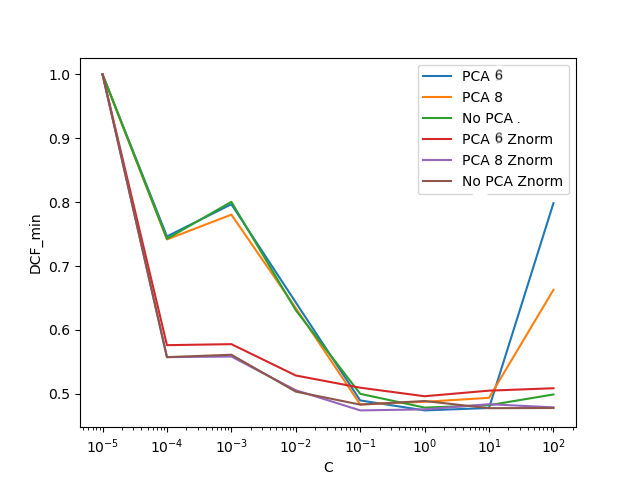 PCA 6
PCA 8
No PCA .
PCA 6 Znorm
PCA 8 Znorm
No PCA Znorm
DCF_min
1.0
0.9
0.8
0.7
0.6
0.5
10⁻⁵ 10⁻⁴ 10⁻³ 10⁻² 10⁻¹ 10⁰ 10¹ 10²
C